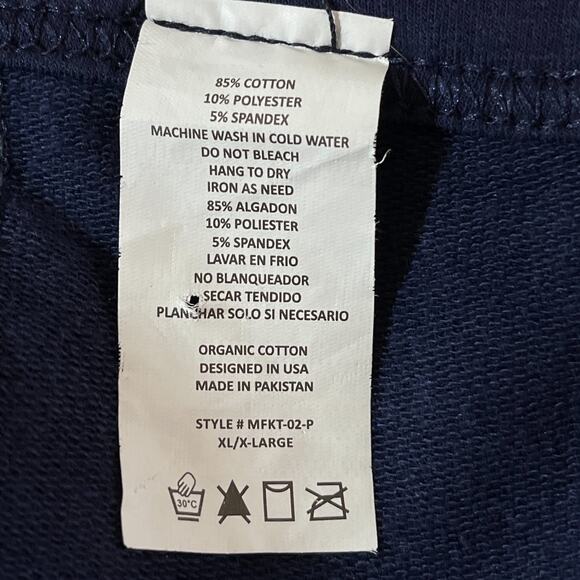 85% COTTON
10% POLYESTER
5% SPANDEX
MACHINE WASH IN COLD WATER
DO NOT BLEACH
HANG TO DRY
IRON AS NEED
85% ALGADON
10% POLIESTER
5% SPANDEX
LAVAR EN FRIO
NO BLANQUEADOR
SECAR TENDIDO
PLANCHAR SOLO SI NECESARIO
ORGANIC COTTON
DESIGNED IN USA
MADE IN PAKISTAN
STYLE # MFKT-02-P
XL/X-LARGE
30°C